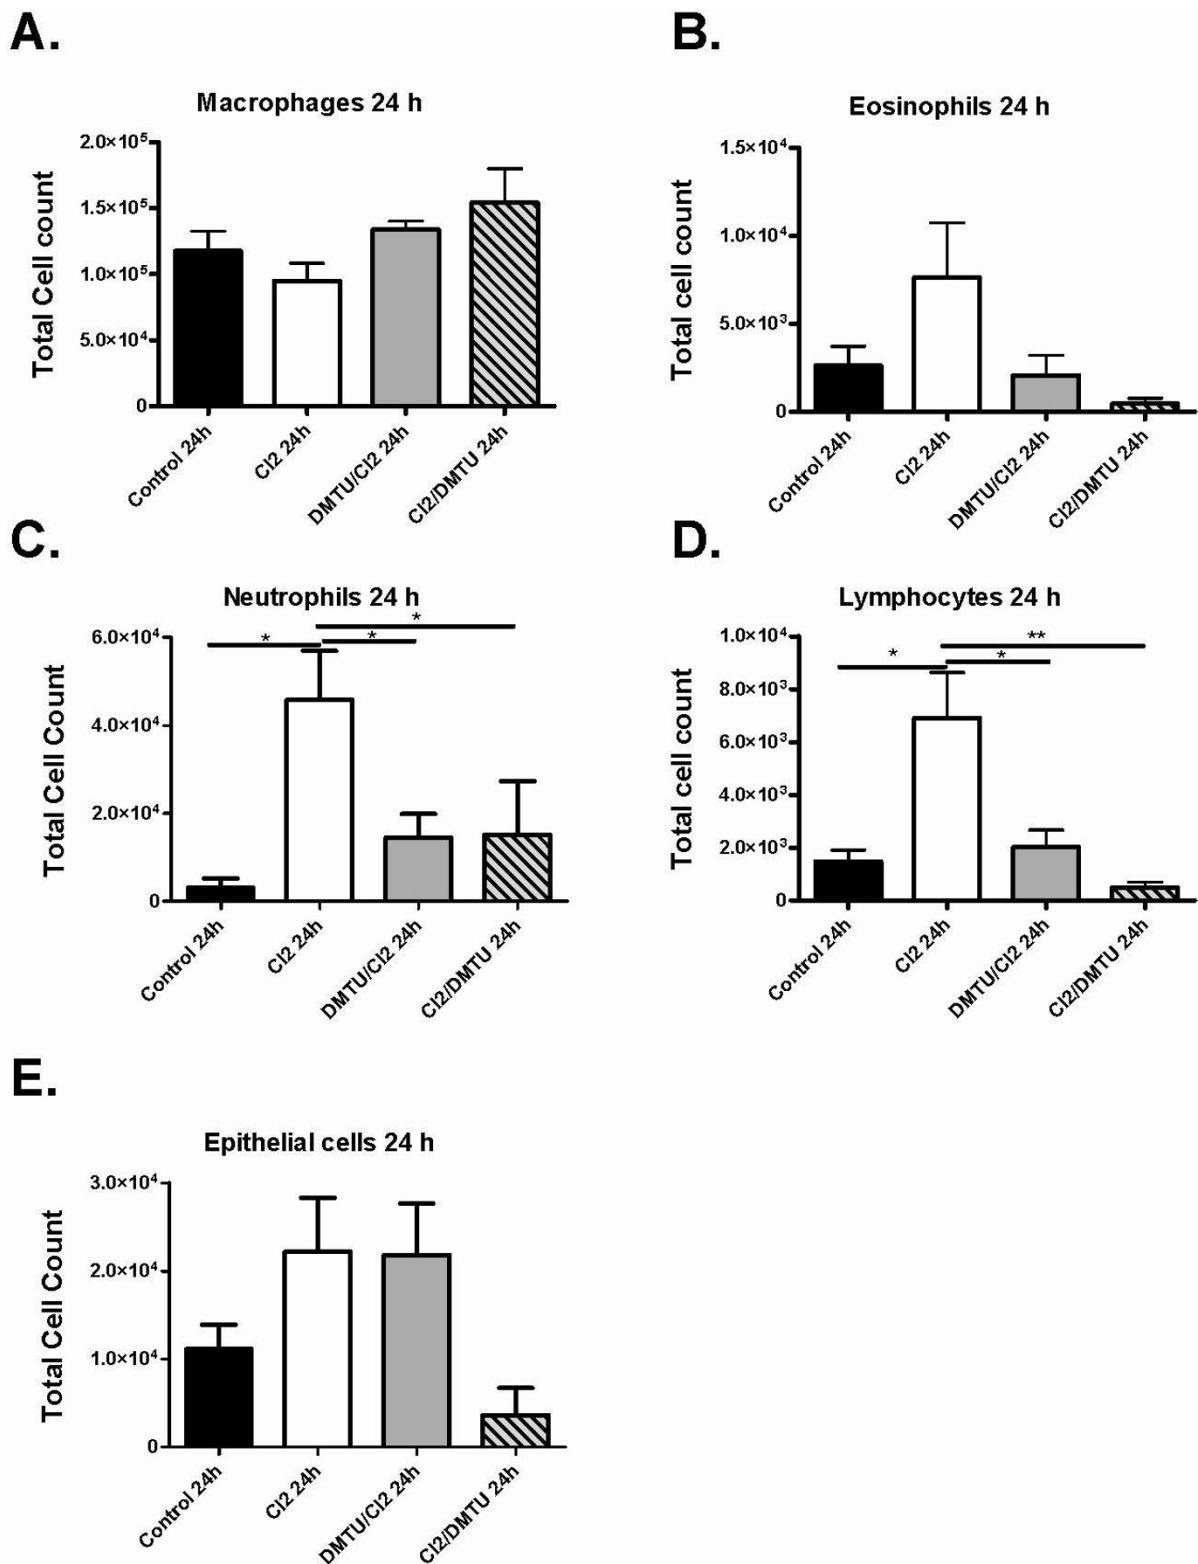 A.
Macrophages 24 h
Total Cell count
2.0×10⁵
1.5×10⁵
1.0×10⁵
5.0×10⁴
0
Control 24h
Cl2 24h
DMTU/Cl2 24h
Cl2/DMTU 24h
B.
Eosinophils 24 h
Total cell count
1.5×10⁴
1.0×10⁴
5.0×10³
0
Control 24h
Cl2 24h
DMTU/Cl2 24h
Cl2/DMTU 24h
C.
Neutrophils 24 h
Total Cell Count
6.0×10⁴
4.0×10⁴
2.0×10⁴
0
*
*
*
Control 24h
Cl2 24h
DMTU/Cl2 24h
Cl2/DMTU 24h
D.
Lymphocytes 24 h
Total cell count
1.0×10⁴
8.0×10³
6.0×10³
4.0×10³
2.0×10³
0
**
*
*
Control 24h
Cl2 24h
DMTU/Cl2 24h
Cl2/DMTU 24h
E.
Epithelial cells 24 h
Total Cell Count
3.0×10⁴
2.0×10⁴
1.0×10⁴
0
Control 24h
Cl2 24h
DMTU/Cl2 24h
Cl2/DMTU 24h